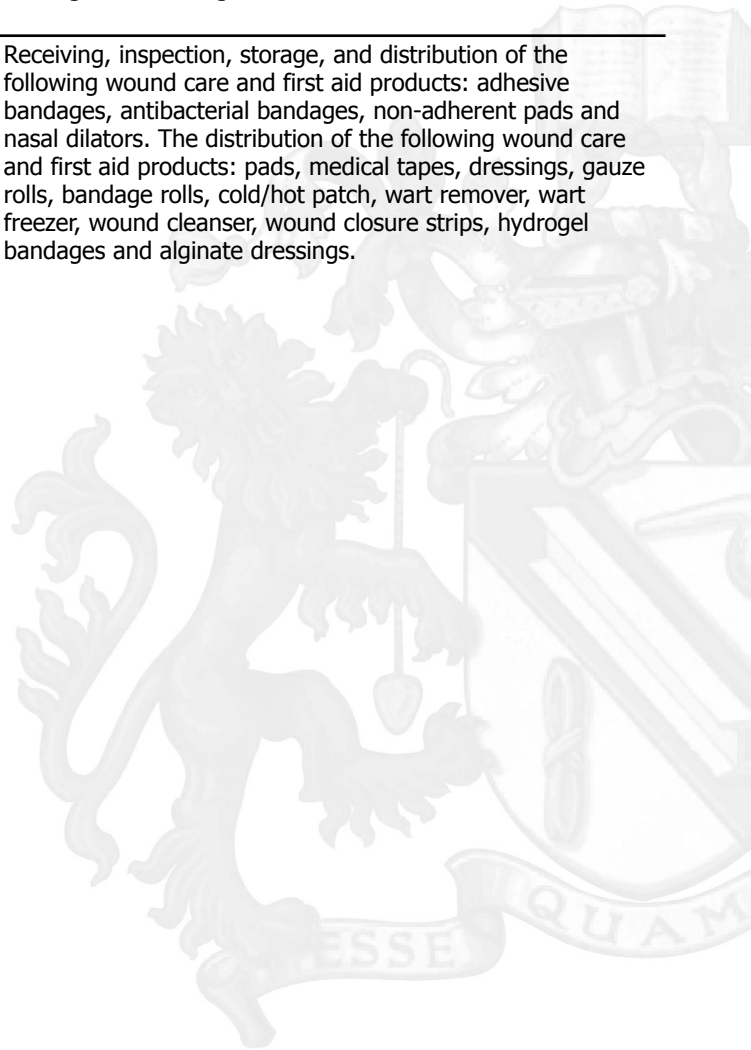 Receiving, inspection, storage, and distribution of the
following wound care and first aid products: adhesive
bandages, antibacterial bandages, non-adherent pads and
nasal dilators. The distribution of the following wound care
and first aid products: pads, medical tapes, dressings, gauze
rolls, bandage rolls, cold/hot patch, wart remover, wart
freezer, wound cleanser, wound closure strips, hydrogel
bandages and alginate dressings.
ESSE QUAM